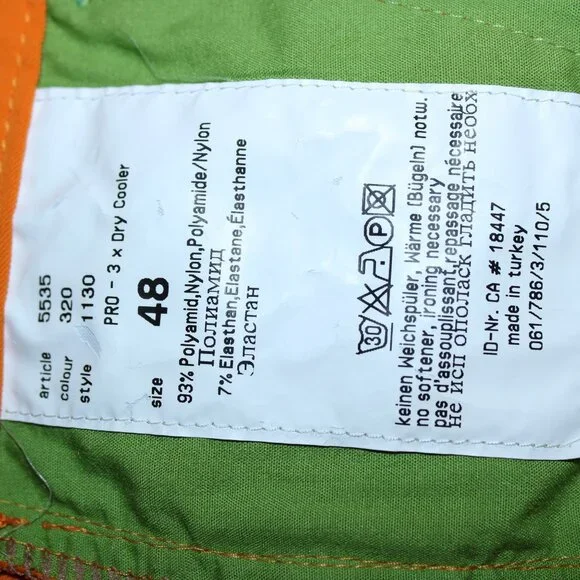 article 5535
colour 320
style 1130
PRO - 3 x Dry Cooler
size 48
93% Polyamid,Nylon,Polyamide/Nylon
Полиамид
7% Elasthan,Elastane,Élasthanne
Эластан
30 P
keinen Weichspüler, Wärme (Bügeln) notw.
no softener, ironing necessary
pas d'assouplissant,repassage nécessaire
не исп ополаск гладить необх
ID-Nr. CA # 18447
made in turkey
061/786/3/110/5